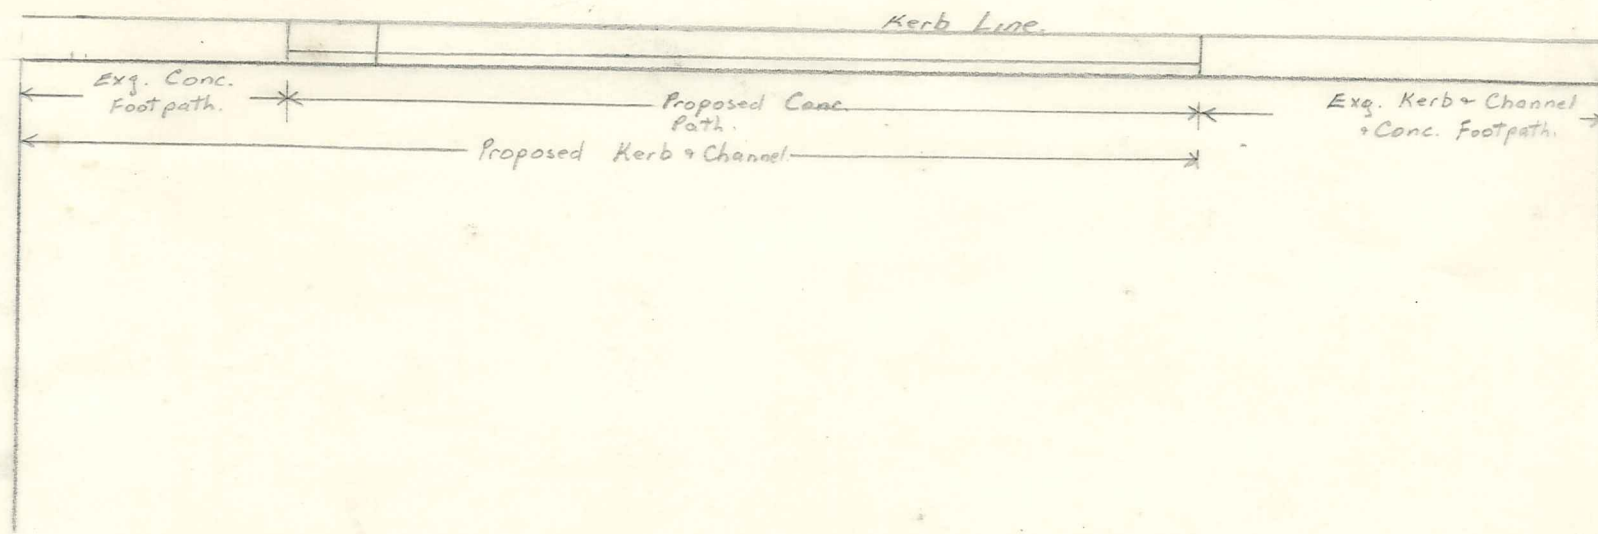 Kerb Line.
Exg. Conc.
Footpath.
Proposed Conc.
Path.
Exg. Kerb & Channel
& Conc. Footpath.
Proposed Kerb & Channel.